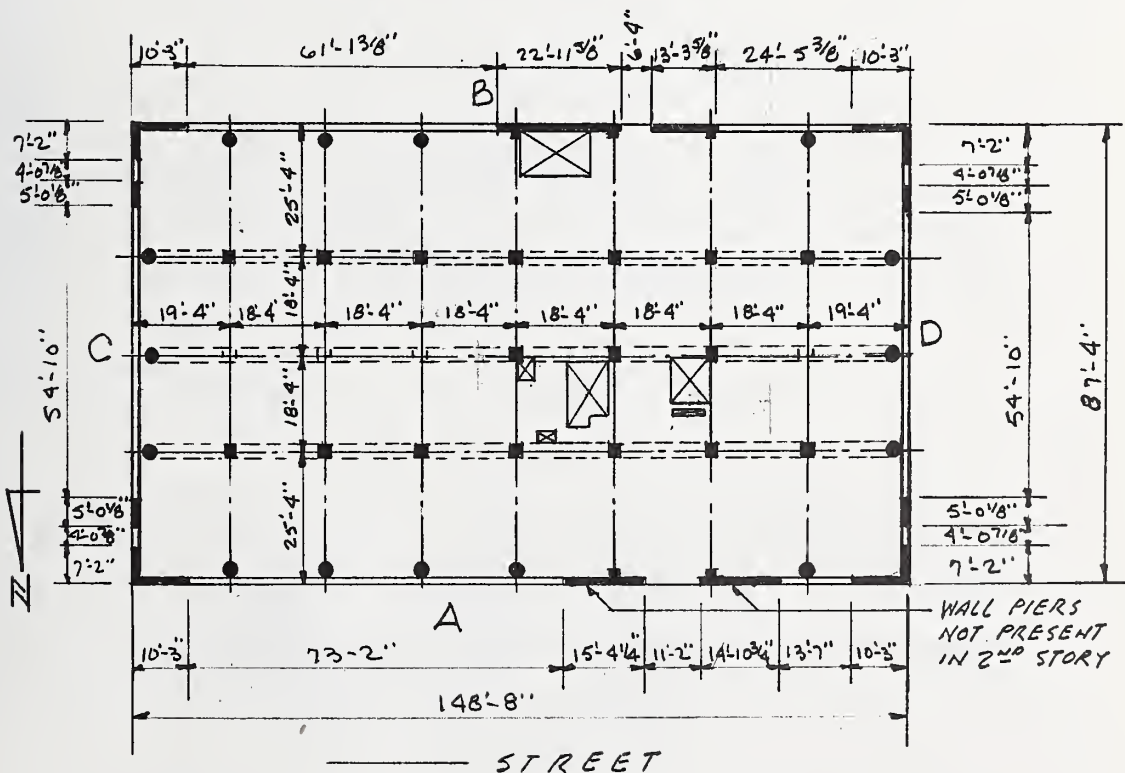 10'-3" 61'-1 3/8" 22'-11 5/8" 6'-4" 13'-3 5/8" 24'-5 3/8" 10'-3"
B
7'-2" 7'-2"
4'-0 7/8" 4'-0 7/8"
5'-0 1/8" 5'-0 1/8"
25'-4"
18'-4"
19'-4" 18'-4" 18'-4" 18'-4" 18'-4" 18'-4" 18'-4" 19'-4"
C D
54'-10" 54'-10" 87'-4"
18'-4"
25'-4"
5'-0 1/8" 5'-0 1/8"
4'-0 7/8" 4'-0 7/8"
7'-2" 7'-2"
N
A
WALL PIERS
NOT PRESENT
IN 2ND STORY
10'-3 73'-2" 15'-4 1/4" 11'-2" 14'-10 3/4" 13'-7" 10'-3"
148'-8"
STREET